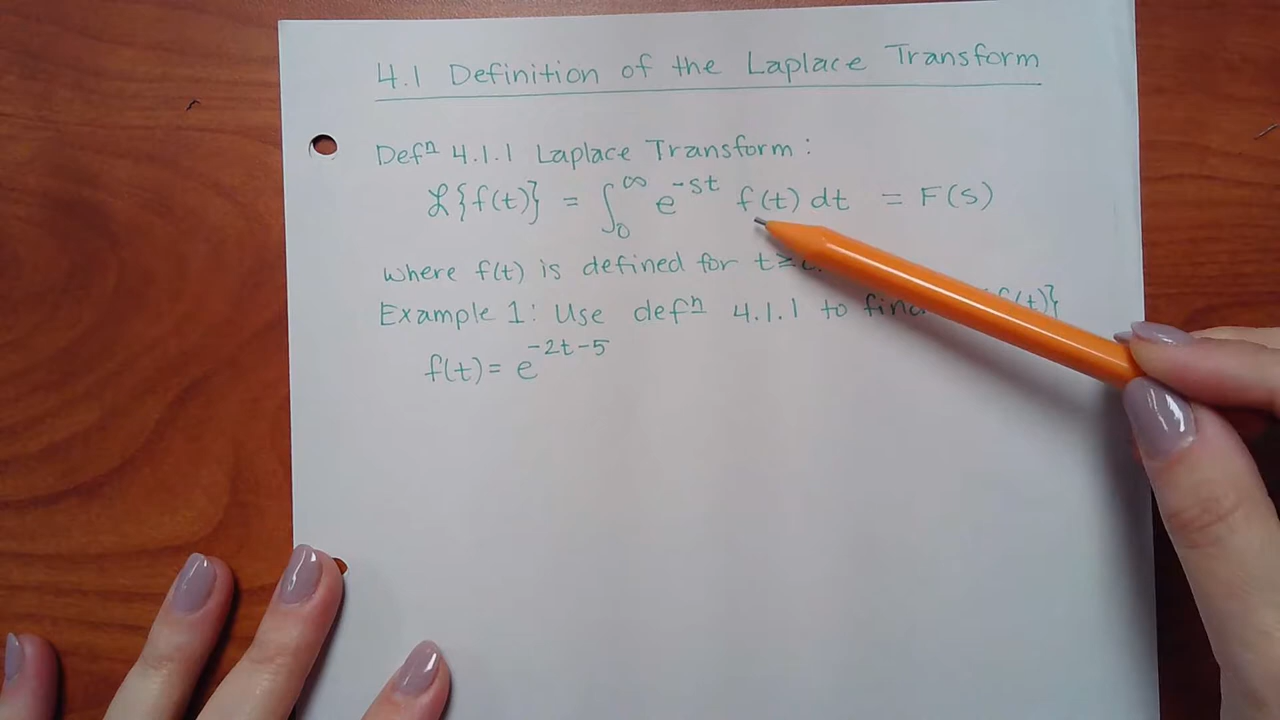 4.1 Definition of the Laplace Transform
Defⁿ 4.1.1 Laplace Transform:
ℒ{f(t)} = ∫₀^∞ e^{-st} f(t) dt = F(s)
where f(t) is defined for t≥
Example 1: Use defⁿ 4.1.1 to {f(t)}
f(t)= e^{-2t-5}